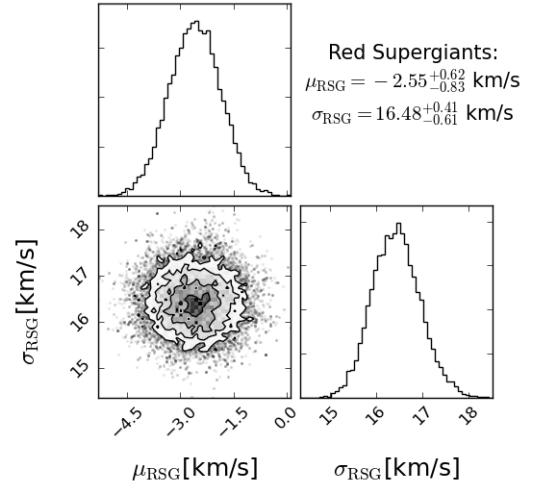 Red Supergiants:
μ_RSG = −2.55 +0.62 −0.83 km/s
σ_RSG = 16.48 +0.41 −0.61 km/s
18
17
16
15
σ_RSG [km/s]
−4.5 −3.0 −1.5 0.0
15 16 17 18
μ_RSG [km/s]
σ_RSG [km/s]